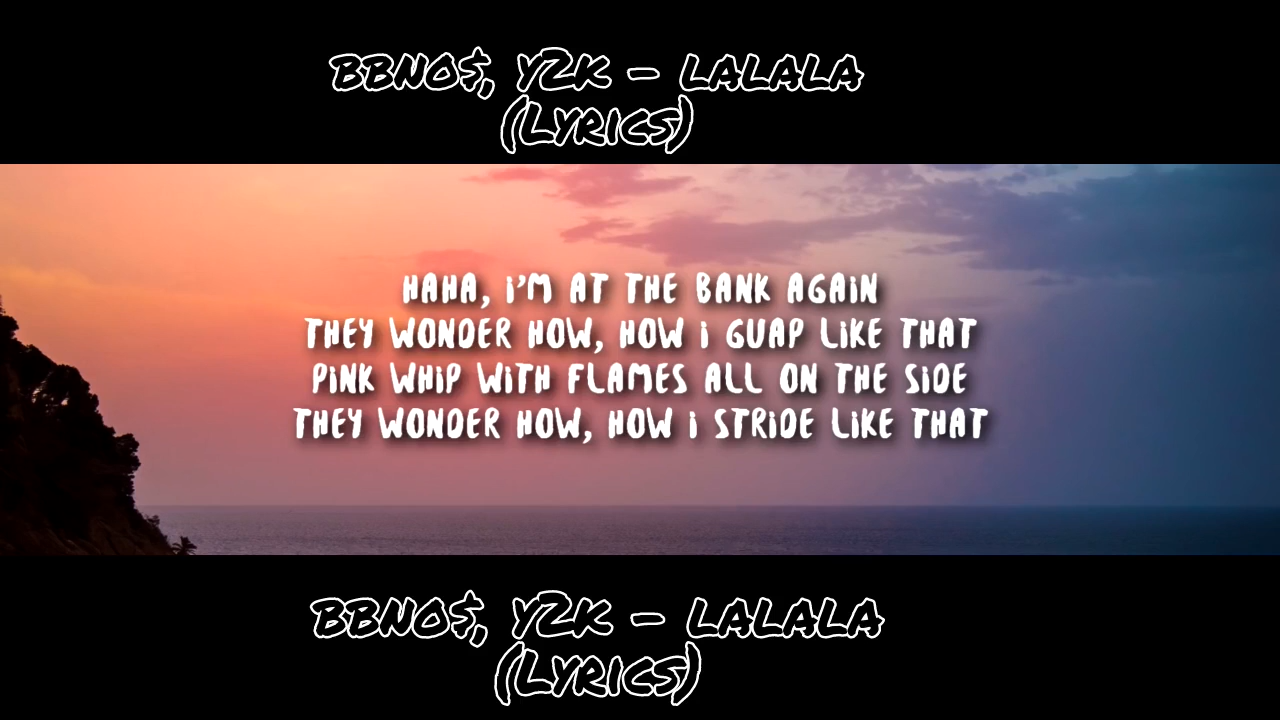 BBNO$, Y2K – LALALA
(LYRICS)
HAHA, i'M AT THE BANK AGAiN
THEY WONDER HOW, HOW i GUAP LiKE THAT
PiNK WHiP WiTH FLAMES ALL ON THE SiDE
THEY WONDER HOW, HOW i STRiDE LiKE THAT
BBNO$, Y2K – LALALA
(LYRICS)